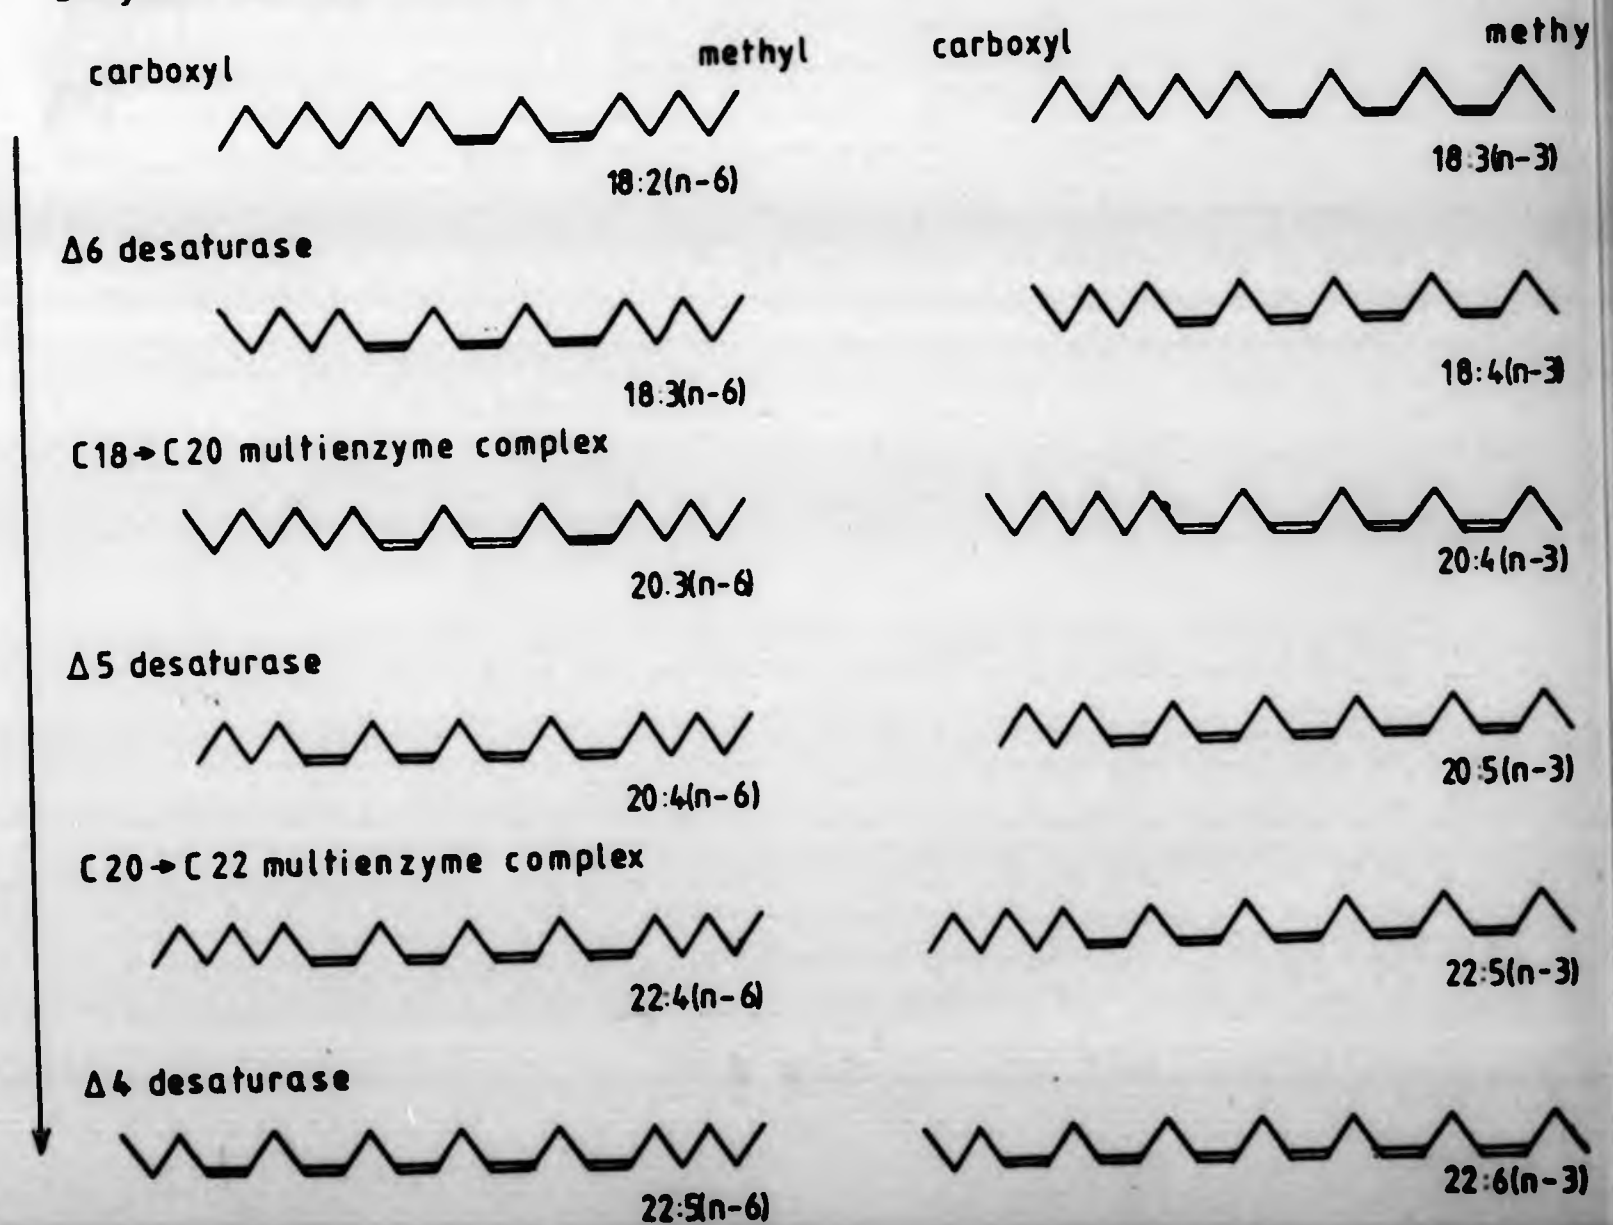 carboxyl methyl carboxyl methy
18:2(n-6) 18:3(n-3)
Δ6 desaturase
18:3(n-6) 18:4(n-3)
C18→C20 multienzyme complex
20.3(n-6) 20:4(n-3)
Δ5 desaturase
20:4(n-6) 20:5(n-3)
C20→C22 multienzyme complex
22:4(n-6) 22:5(n-3)
Δ4 desaturase
22:5(n-6) 22:6(n-3)